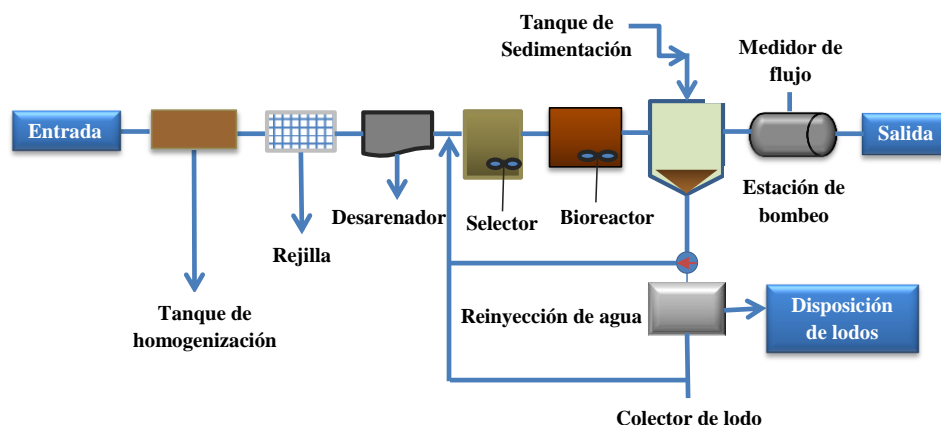 Tanque de
Sedimentación
Medidor de
flujo
Entrada
Salida
Desarenador
Selector
Bioreactor
Estación de
bombeo
Rejilla
Tanque de
homogenización
Reinyección de agua
Disposición
de lodos
Colector de lodo